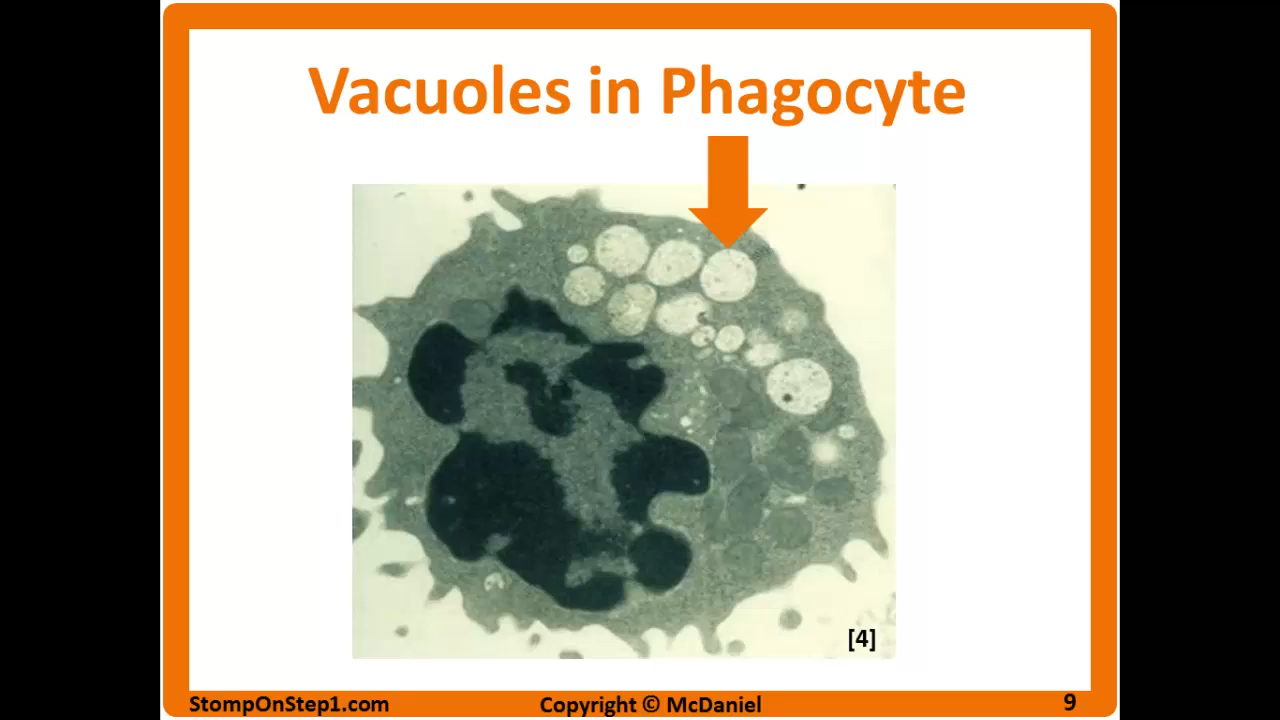 Vacuoles in Phagocyte
[4]
StompOnStep1.com
Copyright © McDaniel
9